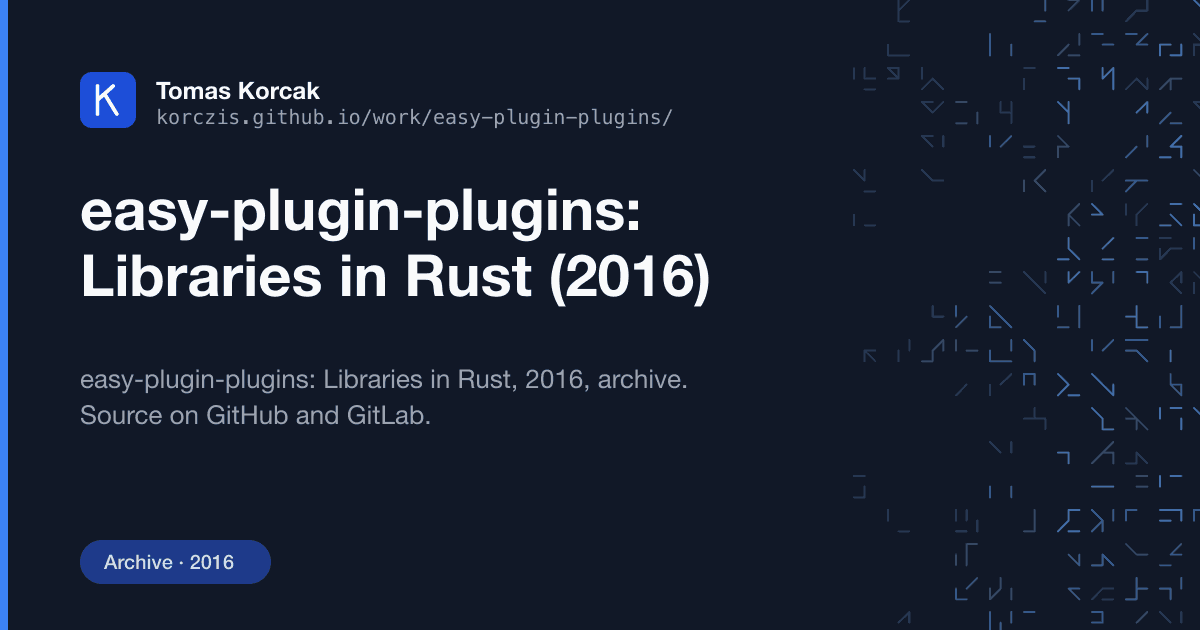 K
Tomas Korcak
korczis.github.io/work/easy-plugin-plugins/
easy-plugin-plugins:
Libraries in Rust (2016)
easy-plugin-plugins: Libraries in Rust, 2016, archive.
Source on GitHub and GitLab.
Archive · 2016